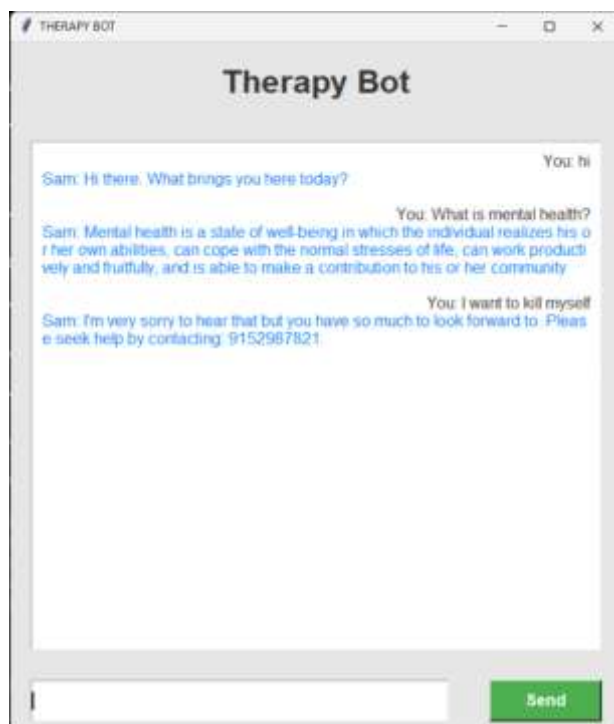 THERAPY BOT
Therapy Bot
You: hi
Sam: Hi there. What brings you here today?
You: What is mental health?
Sam: Mental health is a state of well-being in which the individual realizes his o
r her own abilities, can cope with the normal stresses of life, can work producti
vely and fruitfully, and is able to make a contribution to his or her community
You: I want to kill myself
Sam: I'm very sorry to hear that but you have so much to look forward to. Pleas
e seek help by contacting: 9152987821.
Send